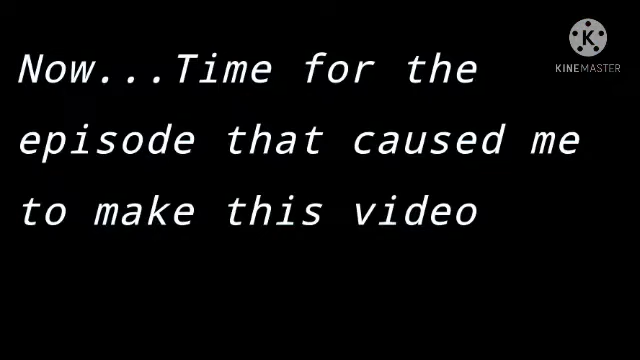 Now...Time for the
episode that caused me
to make this video
KINEMASTER